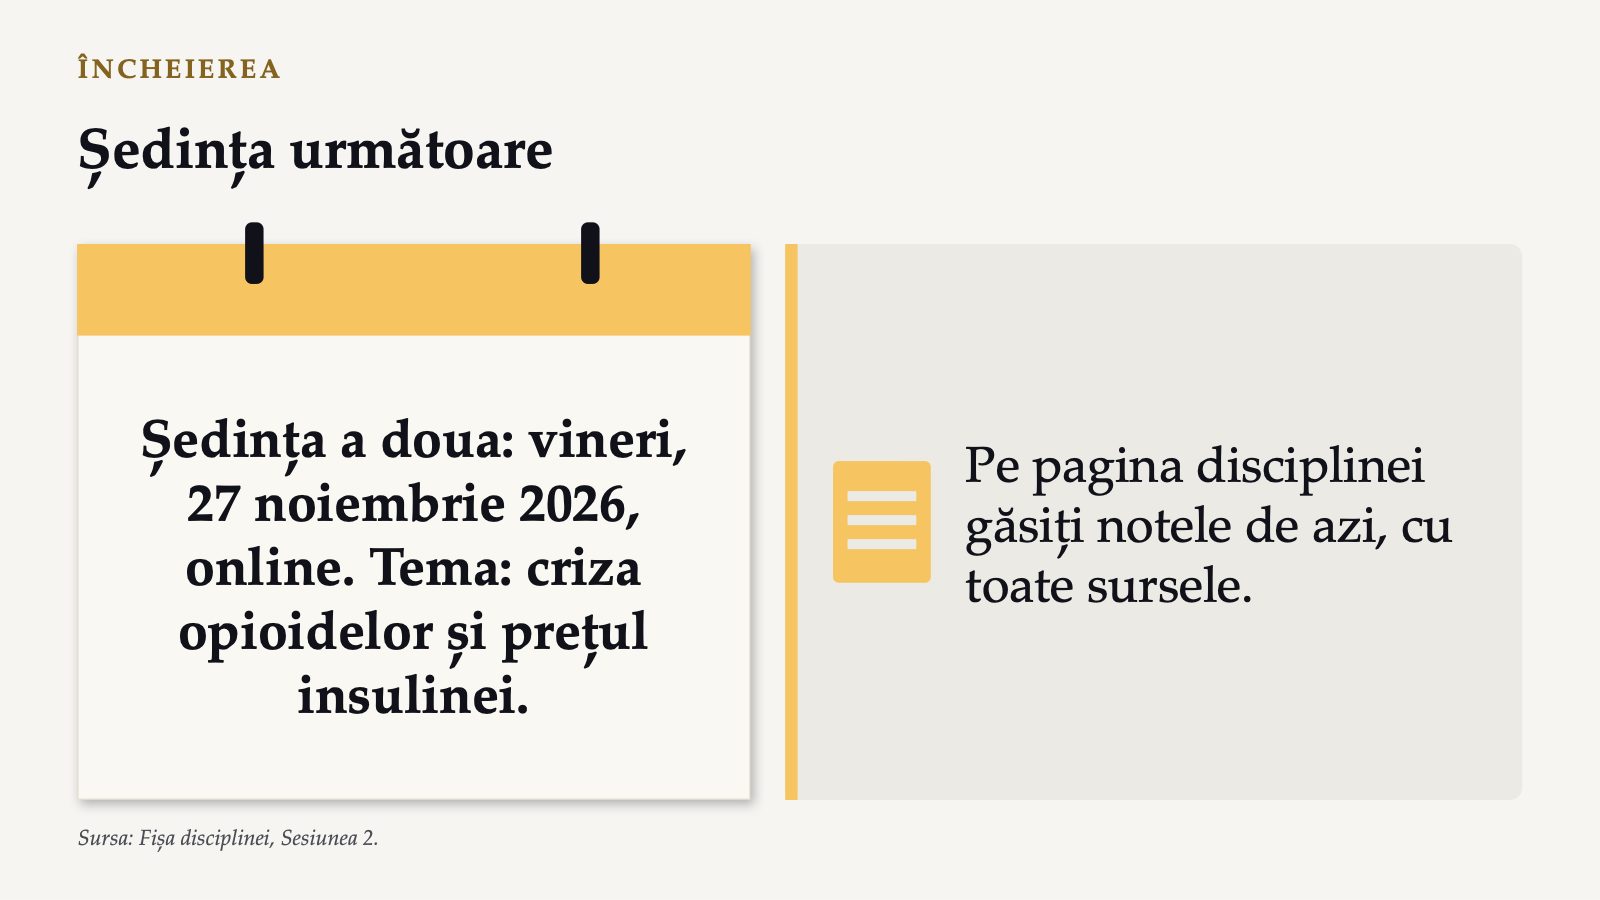 ÎNCHEIEREA
Ședința următoare
Ședința a doua: vineri,
27 noiembrie 2026,
online. Tema: criza
opioidelor și prețul
insulinei.
Pe pagina disciplinei
găsiți notele de azi, cu
toate sursele.
Sursa: Fișa disciplinei, Sesiunea 2.